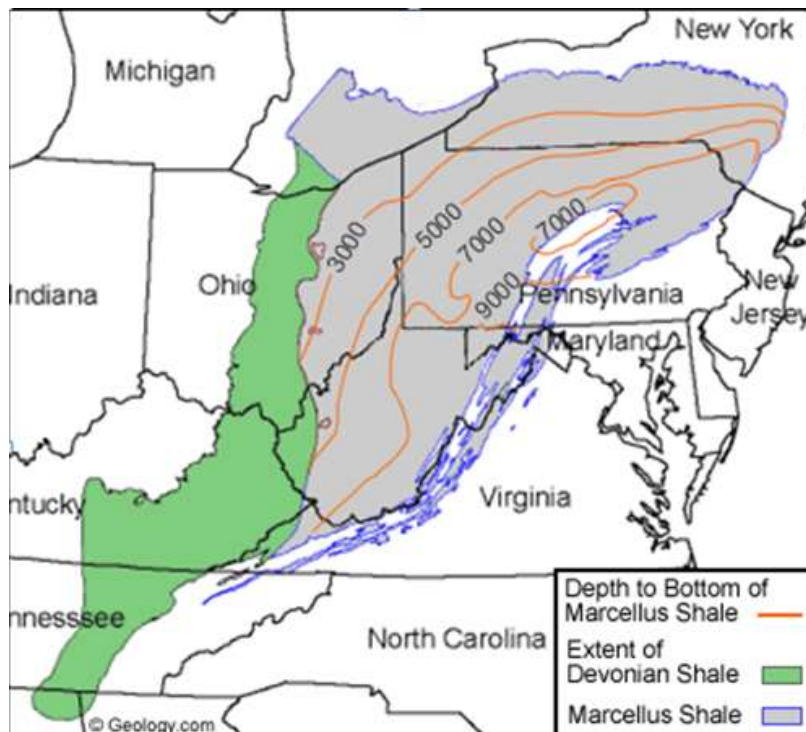 New York
Michigan
3000
5000
7000
7000
9000
Ohio
Indiana
Pennsylvania
New
Jersey
Maryland
Virginia
entucky
nnesssee
North Carolina
Depth to Bottom of
Marcellus Shale
Extent of
Devonian Shale
Marcellus Shale
© Geology.com